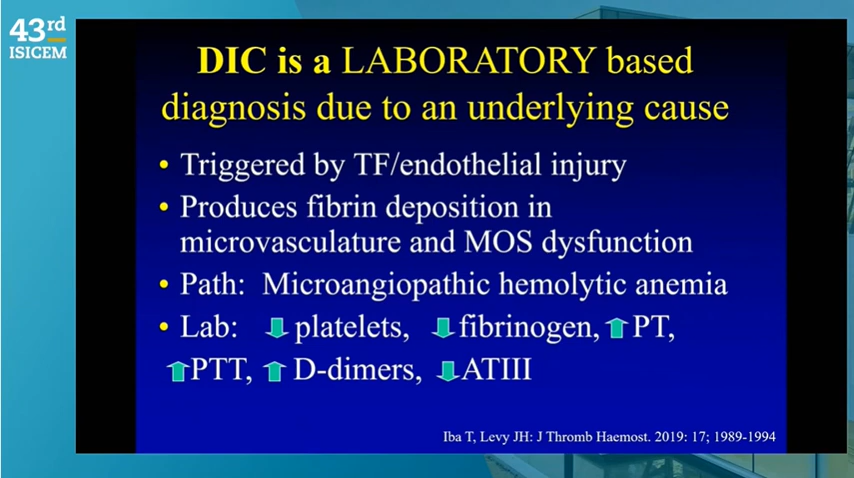 43rd
ISICEM
DIC is a LABORATORY based
diagnosis due to an underlying cause
• Triggered by TF/endothelial injury
• Produces fibrin deposition in
microvasculature and MOS dysfunction
• Path: Microangiopathic hemolytic anemia
• Lab: ⬇ platelets, ⬇ fibrinogen, ⬆ PT,
⬆ PTT, ⬆ D-dimers, ⬇ ATIII
Iba T, Levy JH: J Thromb Haemost. 2019: 17; 1989-1994